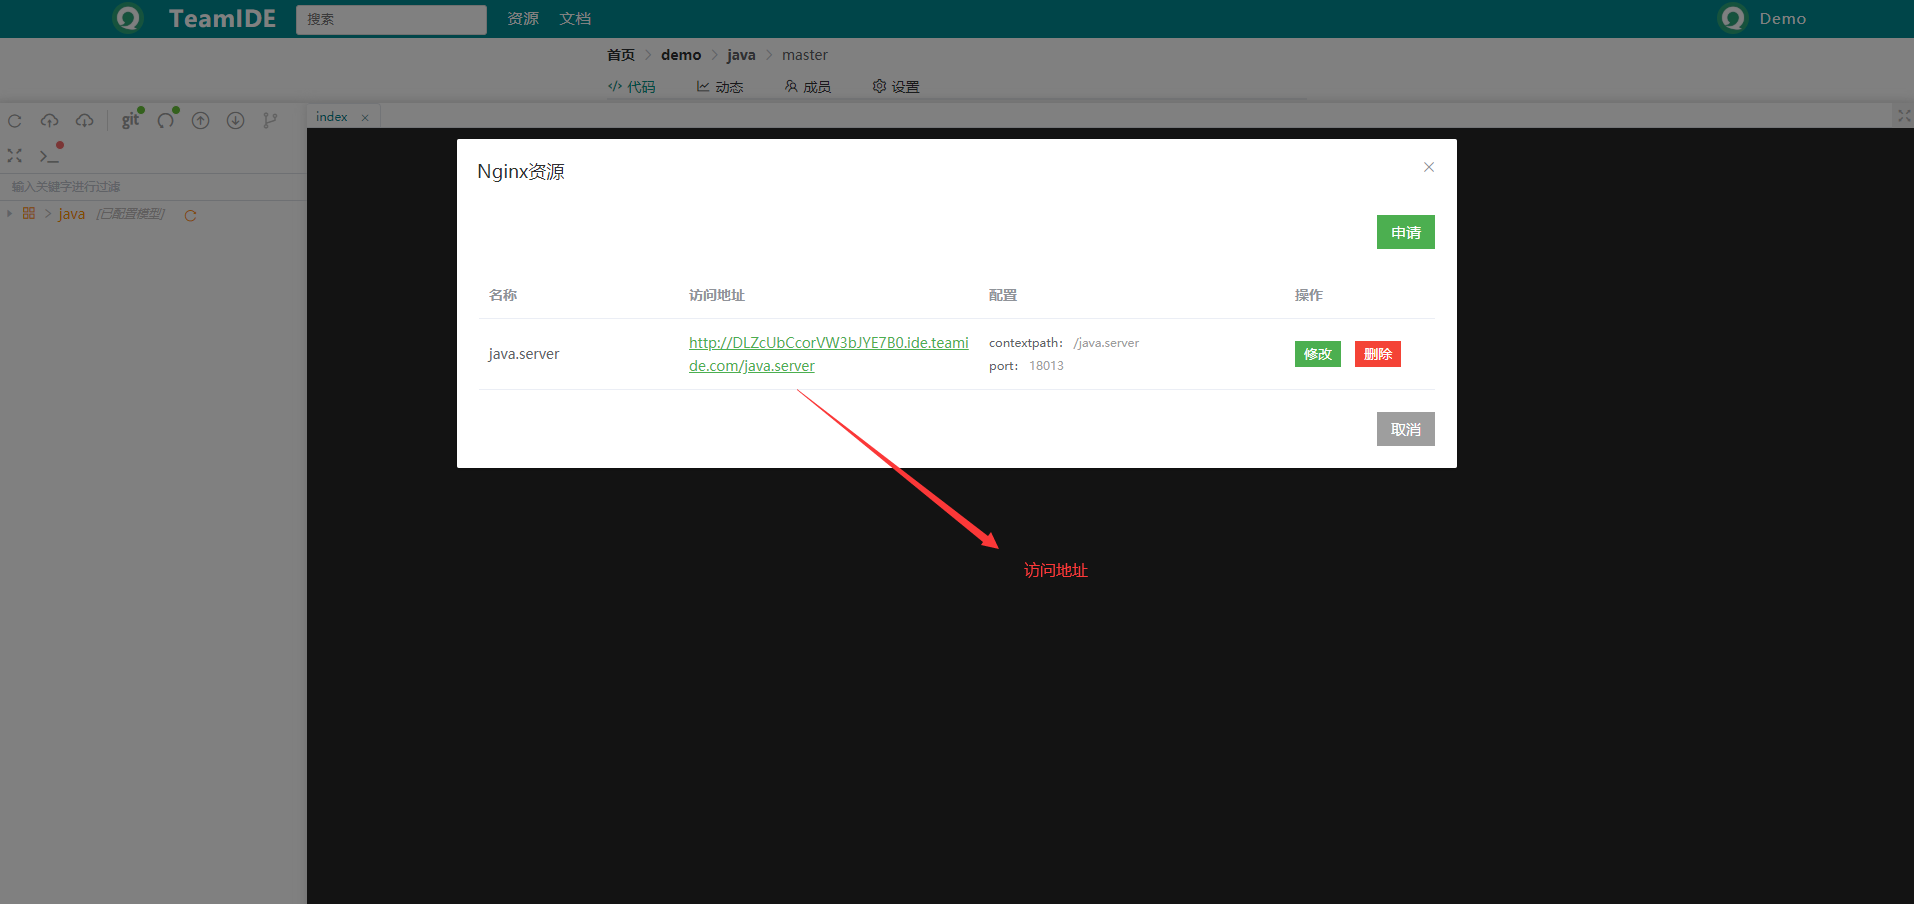 TeamIDE 搜索 资源 文档 Demo
首页 > demo > java > master
代码 动态 成员 设置
git
index ×
输入关键字进行过滤
java [已配置模型]
Nginx资源
申请
名称 访问地址 配置 操作
java.server
http://DLZcUbCcorVW3bJYE7B0.ide.teami
de.com/java.server
contextpath: /java.server
port: 18013
修改 删除
取消
访问地址